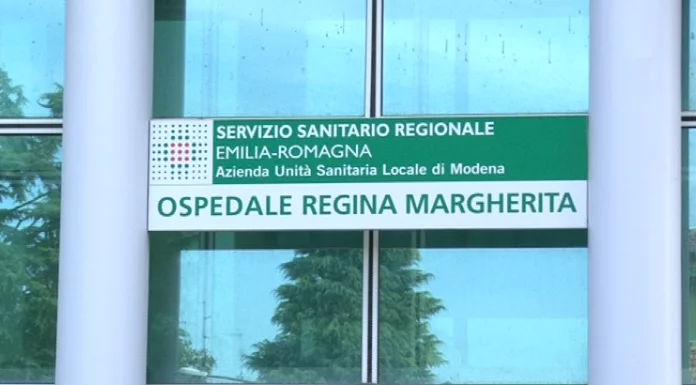 SERVIZIO SANITARIO REGIONALE
EMILIA-ROMAGNA
Azienda Unità Sanitaria Locale di Modena
OSPEDALE REGINA MARGHERITA